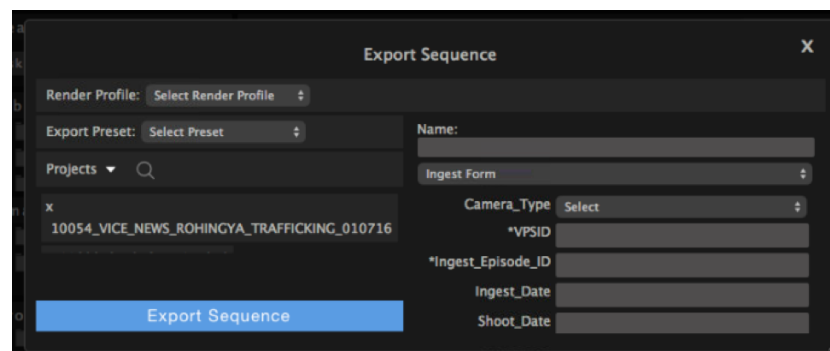 Export Sequence
X
Render Profile: Select Render Profile
Export Preset: Select Preset
Projects
x
10054_VICE_NEWS_ROHINGYA_TRAFFICKING_010716
Export Sequence
Name:
Ingest Form
Camera_Type Select
*VPSID
*Ingest_Episode_ID
Ingest_Date
Shoot_Date